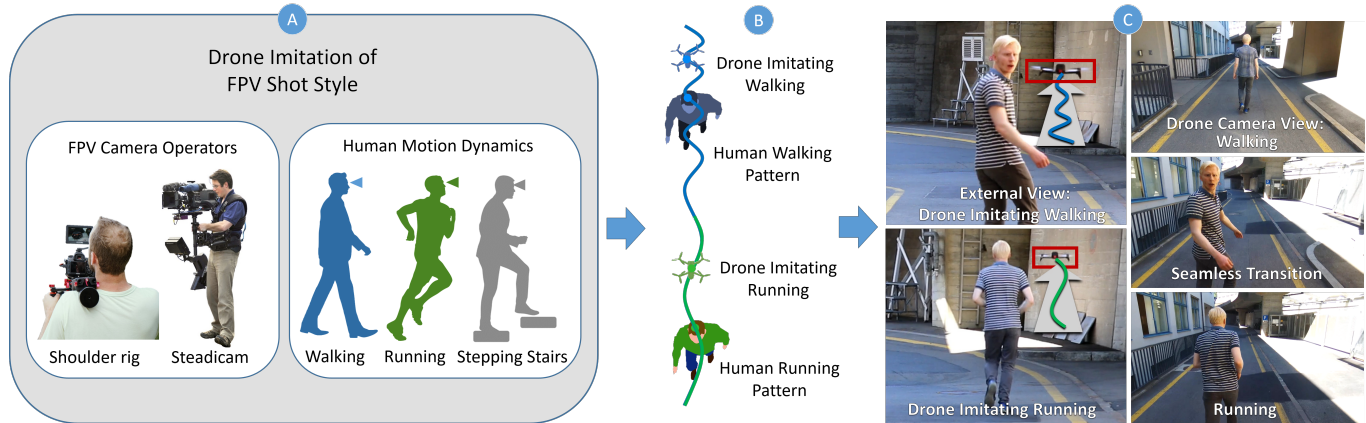 A
Drone Imitation of
FPV Shot Style
FPV Camera Operators
Shoulder rig
Steadicam
Human Motion Dynamics
Walking
Running
Stepping Stairs
B
Drone Imitating
Walking
Human Walking
Pattern
Drone Imitating
Running
Human Running
Pattern
C
External View:
Drone Imitating Walking
Drone Imitating Running
Drone Camera View:
Walking
Seamless Transition
Running